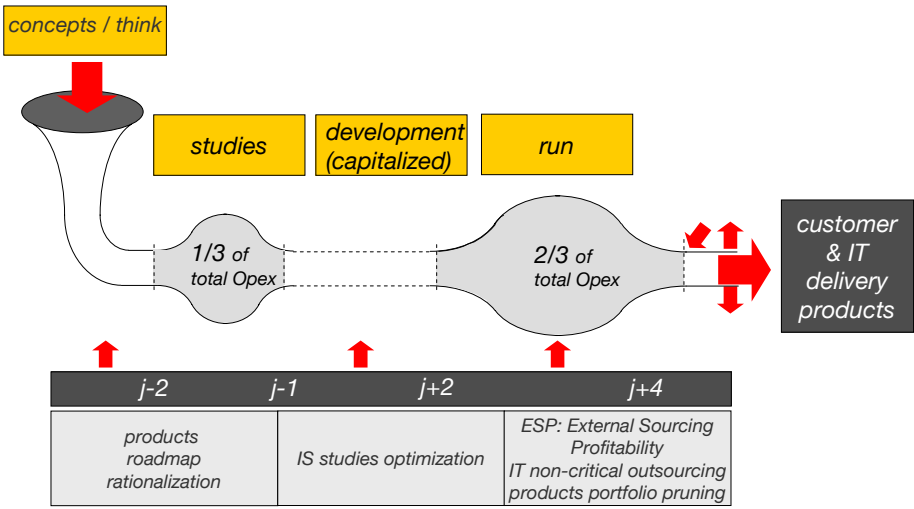 concepts / think
studies
development
(capitalized)
run
1/3 of
total Opex
2/3 of
total Opex
customer
& IT
delivery
products
j-2
j-1
j+2
j+4
products
roadmap
rationalization
IS studies optimization
ESP: External Sourcing
Profitability
IT non-critical outsourcing
products portfolio pruning